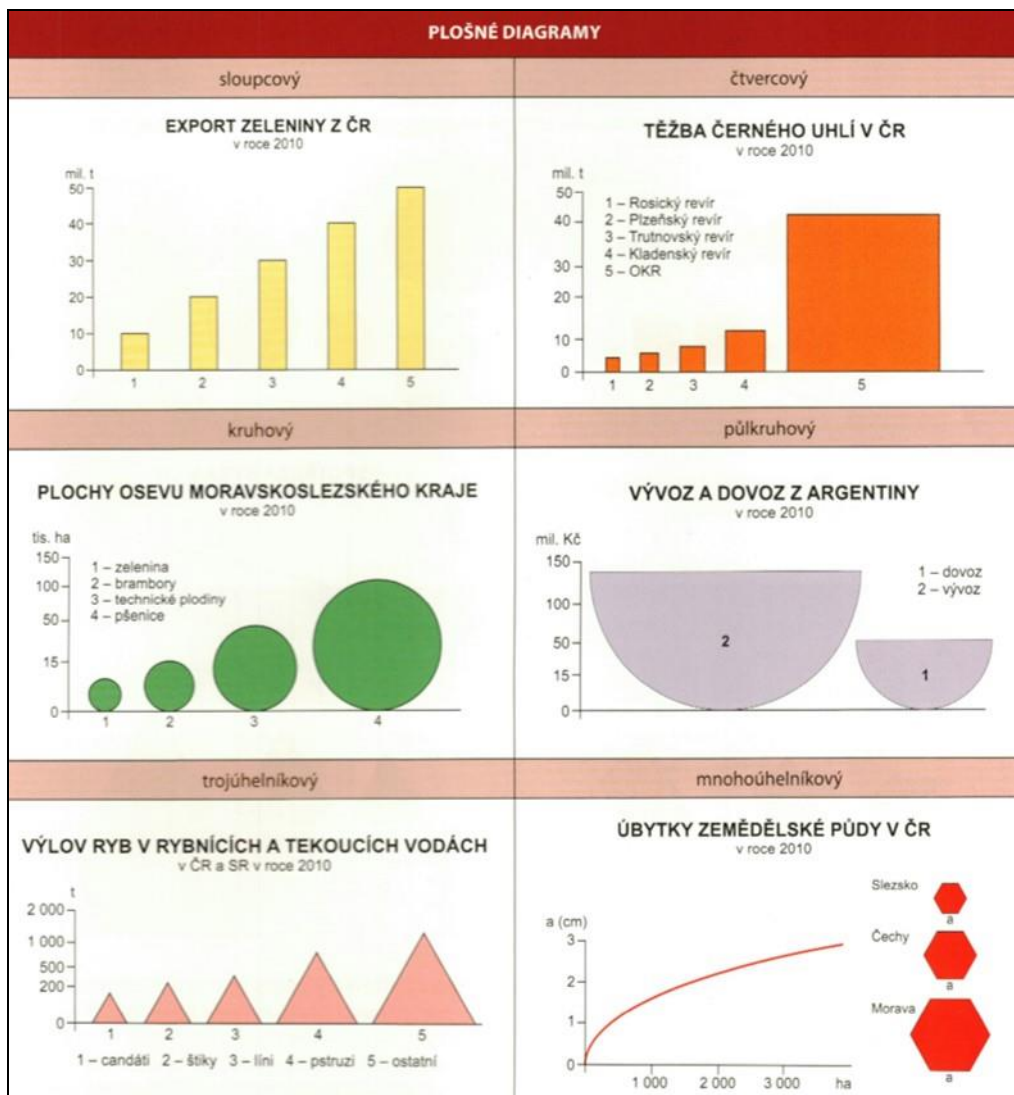 PLOŠNÉ DIAGRAMY
sloupcový
EXPORT ZELENINY Z ČR
v roce 2010
mil. t
50
40
30
20
10
0
1 2 3 4 5
čtvercový
TĚŽBA ČERNÉHO UHLÍ V ČR
v roce 2010
mil. t
50
40
30
20
10
0
1 – Rosický revír
2 – Plzeňský revír
3 – Trutnovský revír
4 – Kladenský revír
5 – OKR
1 2 3 4 5
kruhový
PLOCHY OSEVU MORAVSKOSLEZSKÉHO KRAJE
v roce 2010
tis. ha
150
100
50
15
0
1 – zelenina
2 – brambory
3 – technické plodiny
4 – pšenice
1 2 3 4
půlkruhový
VÝVOZ A DOVOZ Z ARGENTINY
v roce 2010
mil. Kč
150
100
50
15
0
1 – dovoz
2 – vývoz
2
1
trojúhelníkový
VÝLOV RYB V RYBNÍCÍCH A TEKOUCÍCH VODÁCH
v ČR a SR v roce 2010
t
2 000
1 000
500
200
0
1 2 3 4 5
1 – candáti 2 – štiky 3 – líni 4 – pstruzi 5 – ostatní
mnohoúhelníkový
ÚBYTKY ZEMĚDĚLSKÉ PŮDY V ČR
v roce 2010
a (cm)
3
2
1
0
1 000 2 000 3 000 ha
Slezsko
a
Čechy
a
Morava
a